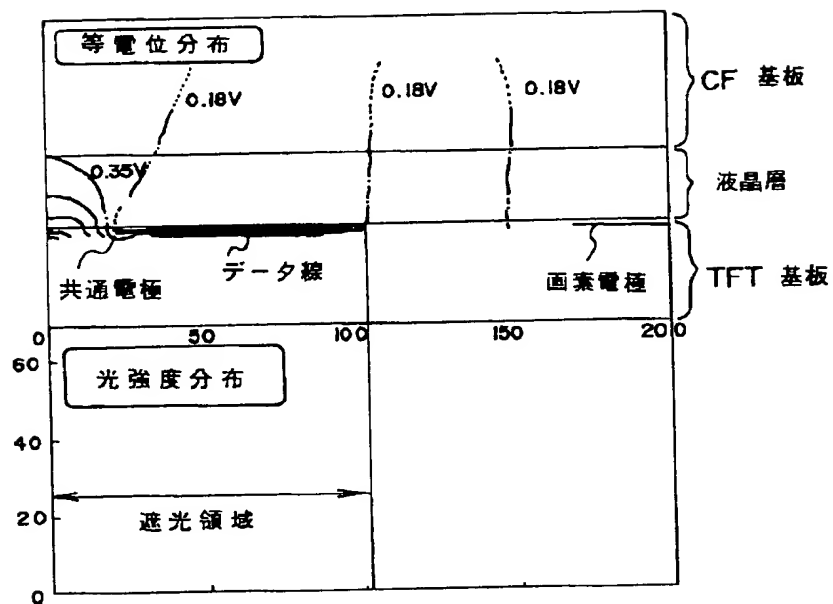 等電位分布
0.18V
0.18V
0.18V
CF 基板
0.35V
液晶層
共通電極
データ線
画素電極
TFT 基板
0 50 100 150 200
60
光強度分布
40
20
遮光領域
0